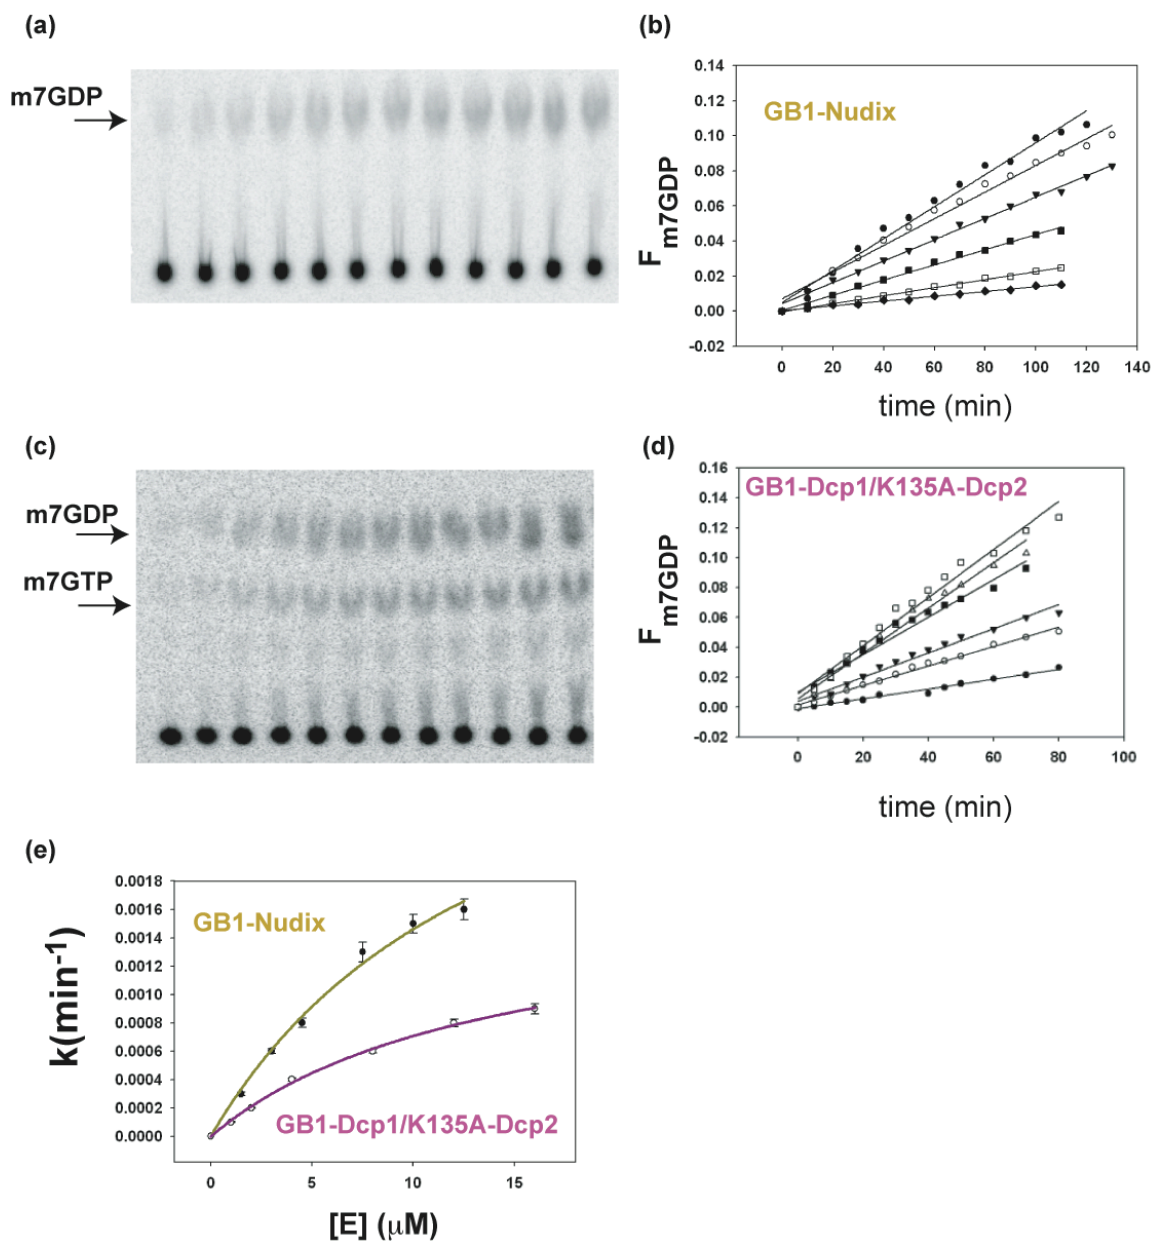 (a)
m7GDP
(b)
GB1-Nudix
F m7GDP
0.14
0.12
0.10
0.08
0.06
0.04
0.02
0.00
-0.02
0 20 40 60 80 100 120 140
time (min)
(c)
m7GDP
m7GTP
(d)
GB1-Dcp1/K135A-Dcp2
F m7GDP
0.16
0.14
0.12
0.10
0.08
0.06
0.04
0.02
0.00
-0.02
0 20 40 60 80 100
time (min)
(e)
GB1-Nudix
GB1-Dcp1/K135A-Dcp2
k(min⁻¹)
0.0018
0.0016
0.0014
0.0012
0.0010
0.0008
0.0006
0.0004
0.0002
0.0000
0 5 10 15
[E] (μM)